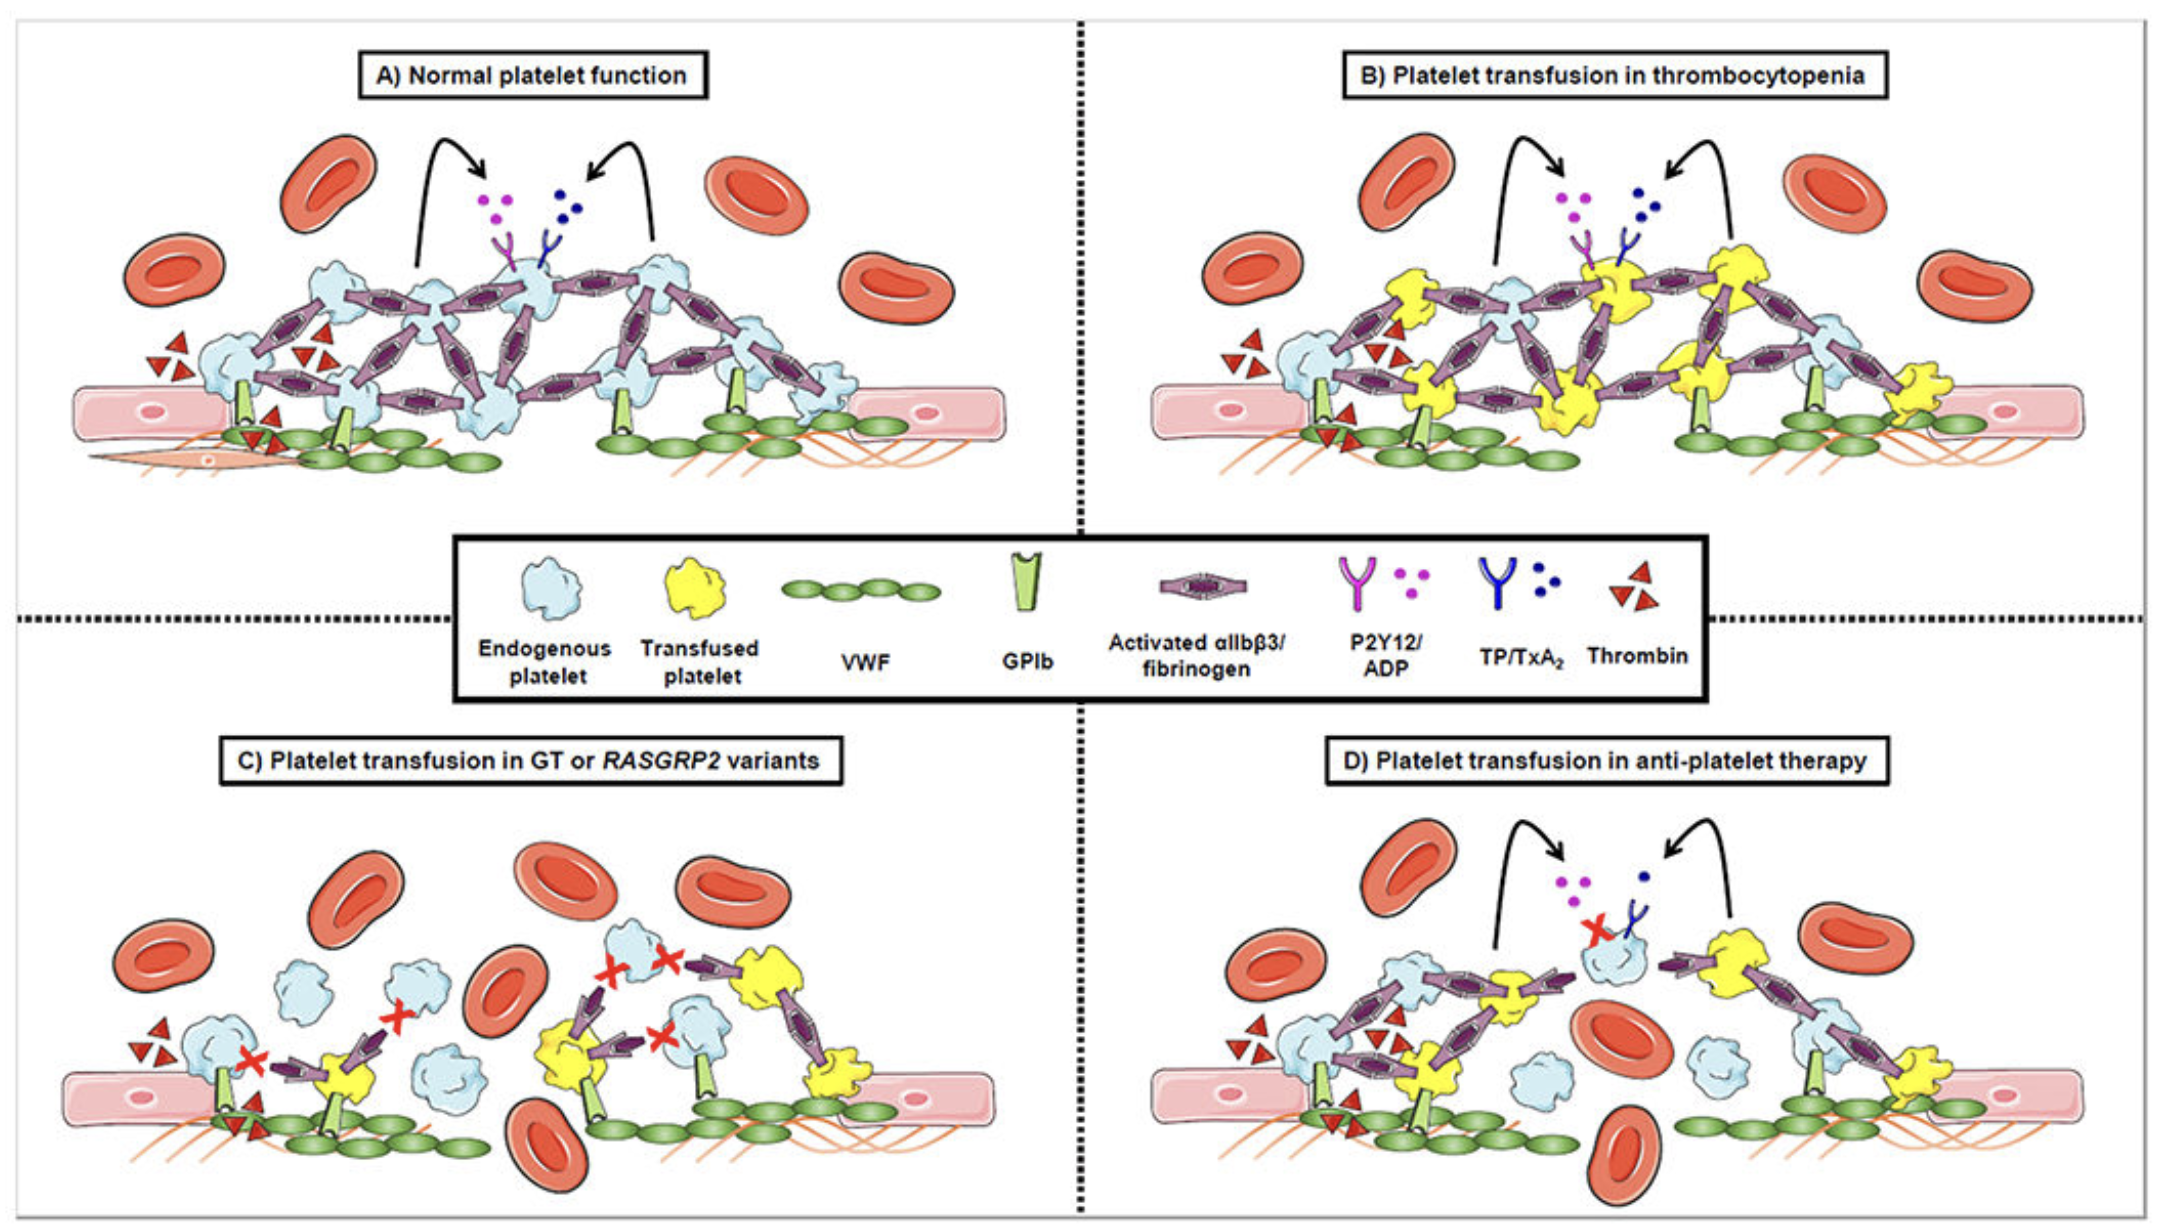 A) Normal platelet function
B) Platelet transfusion in thrombocytopenia
Endogenous
platelet
Transfused
platelet
VWF
GPIb
Activated αIIbβ3/
fibrinogen
P2Y12/
ADP
TP/TxA₂
Thrombin
C) Platelet transfusion in GT or RASGRP2 variants
D) Platelet transfusion in anti-platelet therapy